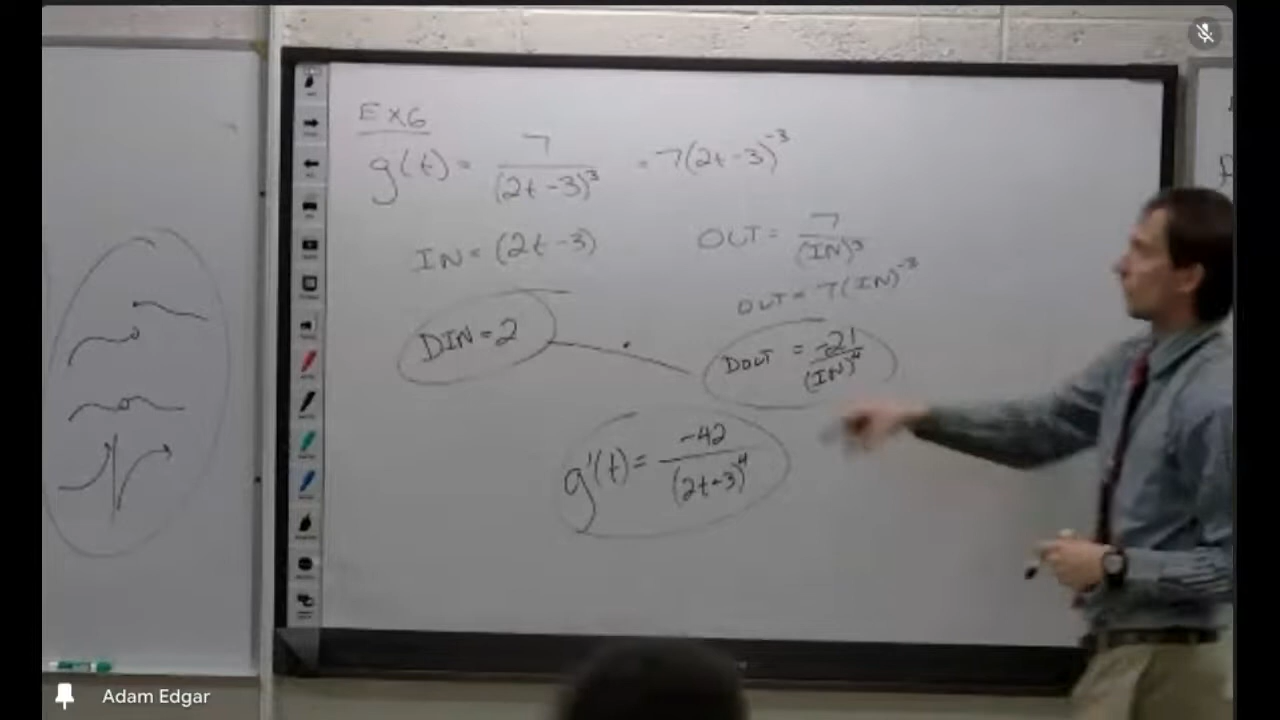 EX6
g(t) = 7/(2t-3)³ = 7(2t-3)⁻³
IN = (2t-3)
OUT = 7/(IN)³
OUT = 7(IN)⁻³
DIN = 2
DOUT = -21/(IN)⁴
g'(t) = -42/(2t-3)⁴
Adam Edgar